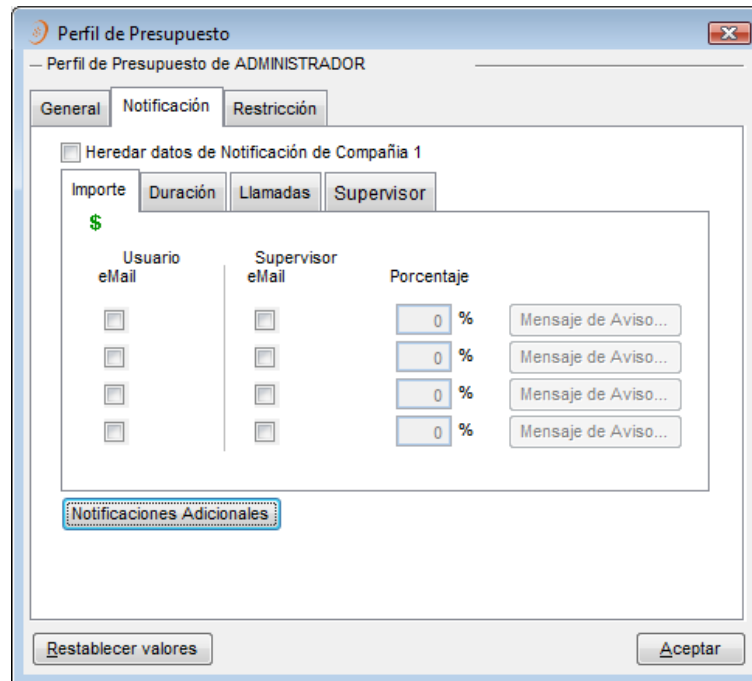 Perfil de Presupuesto
Perfil de Presupuesto de ADMINISTRADOR
General Notificación Restricción
Heredar datos de Notificación de Compañia 1
Importe Duración Llamadas Supervisor
$
Usuario Supervisor
eMail eMail Porcentaje
0 % Mensaje de Aviso...
0 % Mensaje de Aviso...
0 % Mensaje de Aviso...
0 % Mensaje de Aviso...
Notificaciones Adicionales
Restablecer valores Aceptar